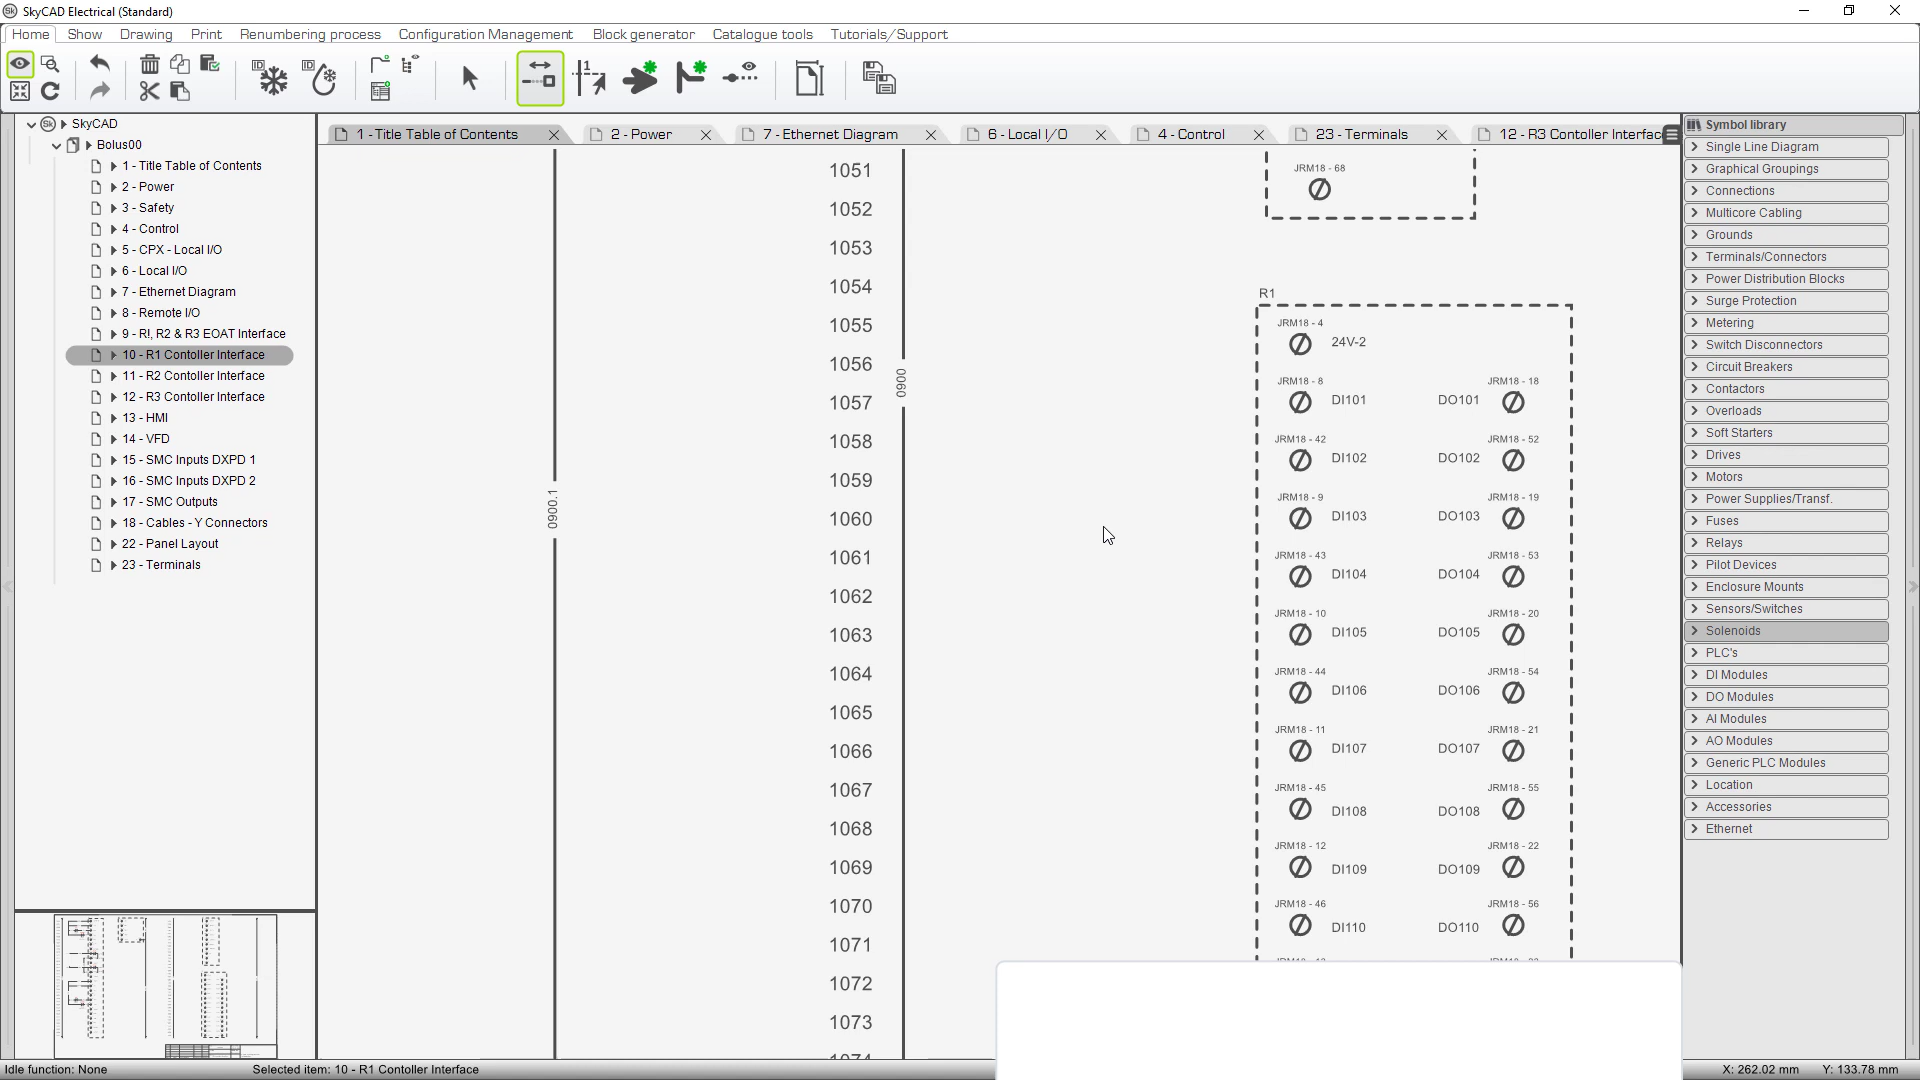 SkyCAD Electrical (Standard)
Home Show Drawing Print Renumbering process Configuration Management Block generator Catalogue tools Tutorials/Support
ID ID 1
SkyCAD
Bolus00
1 - Title Table of Contents
2 - Power
3 - Safety
4 - Control
5 - CPX - Local I/O
6 - Local I/O
7 - Ethernet Diagram
8 - Remote I/O
9 - R!, R2 & R3 EOAT Interface
10 - R1 Contoller Interface
11 - R2 Contoller Interface
12 - R3 Contoller Interface
13 - HMI
14 - VFD
15 - SMC Inputs DXPD 1
16 - SMC Inputs DXPD 2
17 - SMC Outputs
18 - Cables - Y Connectors
22 - Panel Layout
23 - Terminals
1 - Title Table of Contents 2 - Power 7 - Ethernet Diagram 6 - Local I/O 4 - Control 23 - Terminals 12 - R3 Contoller Interfac
1051
1052
1053
1054
1055
1056
1057
1058
1059
1060
1061
1062
1063
1064
1065
1066
1067
1068
1069
1070
1071
1072
1073
0900.1
0900
JRM18 - 68
R1
JRM18 - 4
24V-2
JRM18 - 8 JRM18 - 18
DI101 DO101
JRM18 - 42 JRM18 - 52
DI102 DO102
JRM18 - 9 JRM18 - 19
DI103 DO103
JRM18 - 43 JRM18 - 53
DI104 DO104
JRM18 - 10 JRM18 - 20
DI105 DO105
JRM18 - 44 JRM18 - 54
DI106 DO106
JRM18 - 11 JRM18 - 21
DI107 DO107
JRM18 - 45 JRM18 - 55
DI108 DO108
JRM18 - 12 JRM18 - 22
DI109 DO109
JRM18 - 46 JRM18 - 56
DI110 DO110
Symbol library
Single Line Diagram
Graphical Groupings
Connections
Multicore Cabling
Grounds
Terminals/Connectors
Power Distribution Blocks
Surge Protection
Metering
Switch Disconnectors
Circuit Breakers
Contactors
Overloads
Soft Starters
Drives
Motors
Power Supplies/Transf.
Fuses
Relays
Pilot Devices
Enclosure Mounts
Sensors/Switches
Solenoids
PLC's
DI Modules
DO Modules
AI Modules
AO Modules
Generic PLC Modules
Location
Accessories
Ethernet
Idle function: None Selected item: 10 - R1 Contoller Interface X: 262.02 mm Y: 133.78 mm